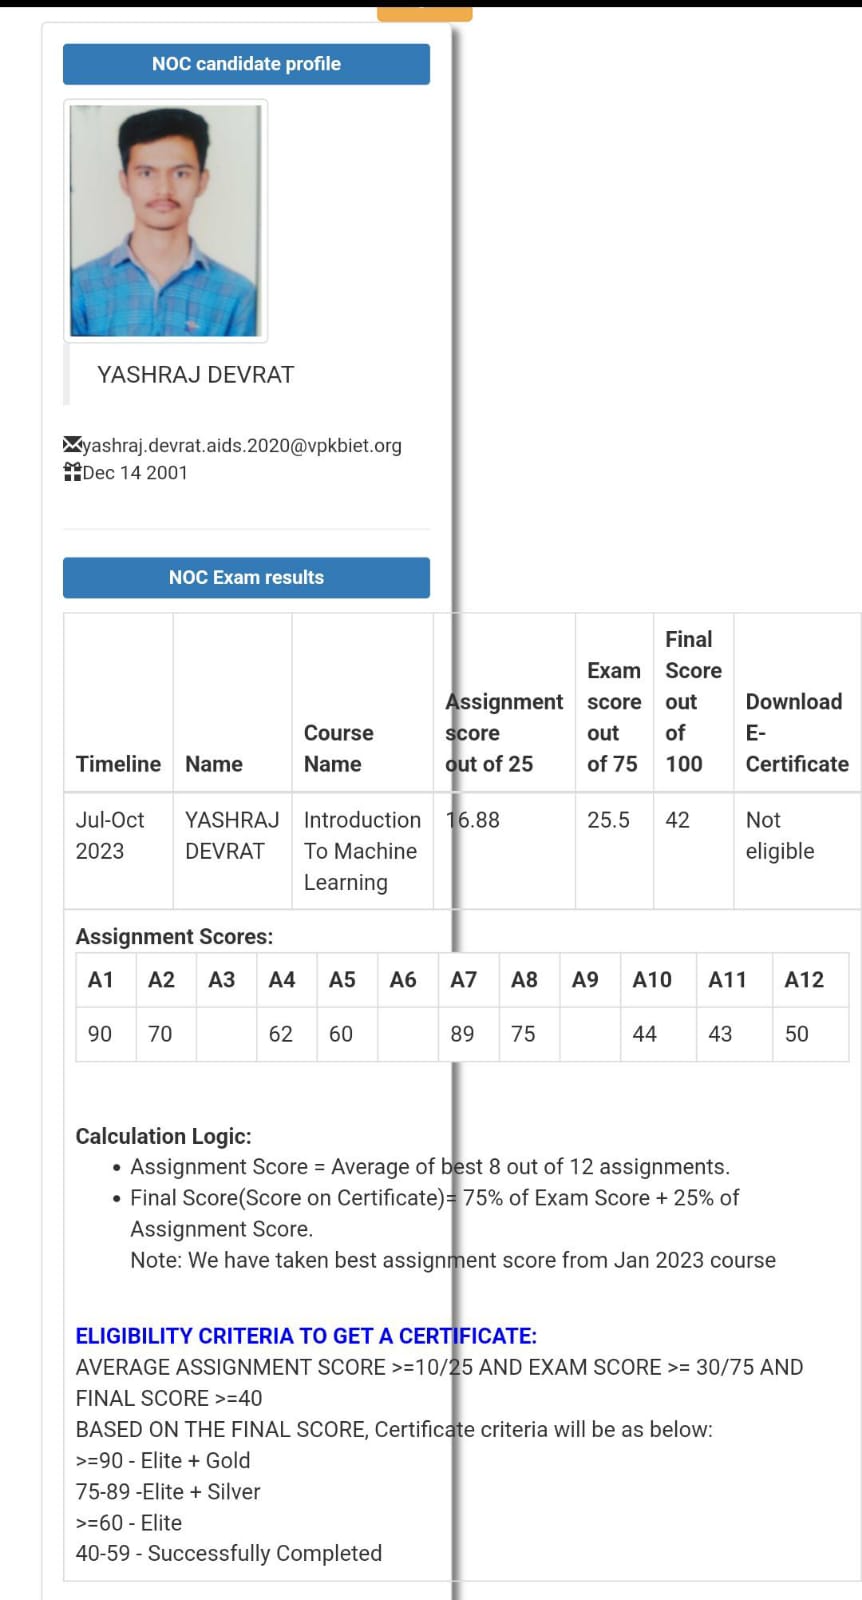 NOC candidate profile
YASHRAJ DEVRAT
yashraj.devrat.aids.2020@vpkbiet.org
Dec 14 2001
NOC Exam results
Timeline
Name
Course
Name
Assignment
score
out of 25
Exam
score
out
of 75
Final
Score
out
of
100
Download
E-
Certificate
Jul-Oct
2023
YASHRAJ
DEVRAT
Introduction
To Machine
Learning
16.88
25.5
42
Not
eligible
Assignment Scores:
A1 A2 A3 A4 A5 A6 A7 A8 A9 A10 A11 A12
90 70 62 60 89 75 44 43 50
Calculation Logic:
• Assignment Score = Average of best 8 out of 12 assignments.
• Final Score(Score on Certificate)= 75% of Exam Score + 25% of
Assignment Score.
Note: We have taken best assignment score from Jan 2023 course
ELIGIBILITY CRITERIA TO GET A CERTIFICATE:
AVERAGE ASSIGNMENT SCORE >=10/25 AND EXAM SCORE >= 30/75 AND
FINAL SCORE >=40
BASED ON THE FINAL SCORE, Certificate criteria will be as below:
>=90 - Elite + Gold
75-89 -Elite + Silver
>=60 - Elite
40-59 - Successfully Completed